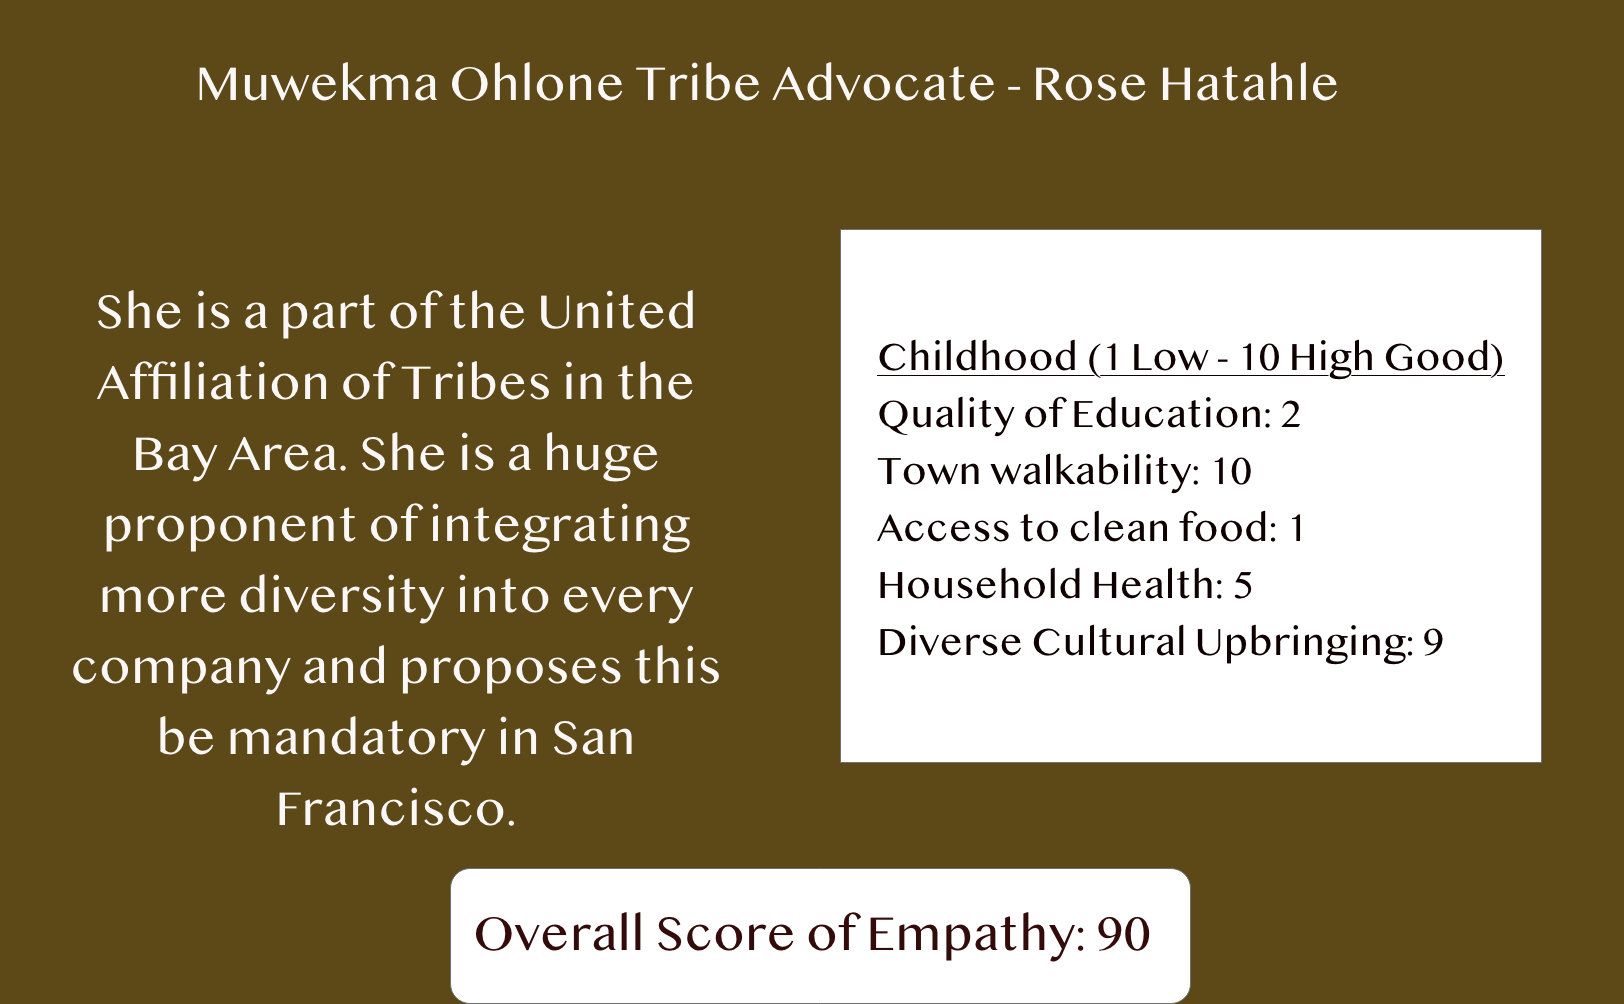 Muwekma Ohlone Tribe Advocate - Rose Hatahle
She is a part of the United
Affiliation of Tribes in the
Bay Area. She is a huge
proponent of integrating
more diversity into every
company and proposes this
be mandatory in San
Francisco.
Childhood (1 Low - 10 High Good)
Quality of Education: 2
Town walkability: 10
Access to clean food: 1
Household Health: 5
Diverse Cultural Upbringing: 9
Overall Score of Empathy: 90